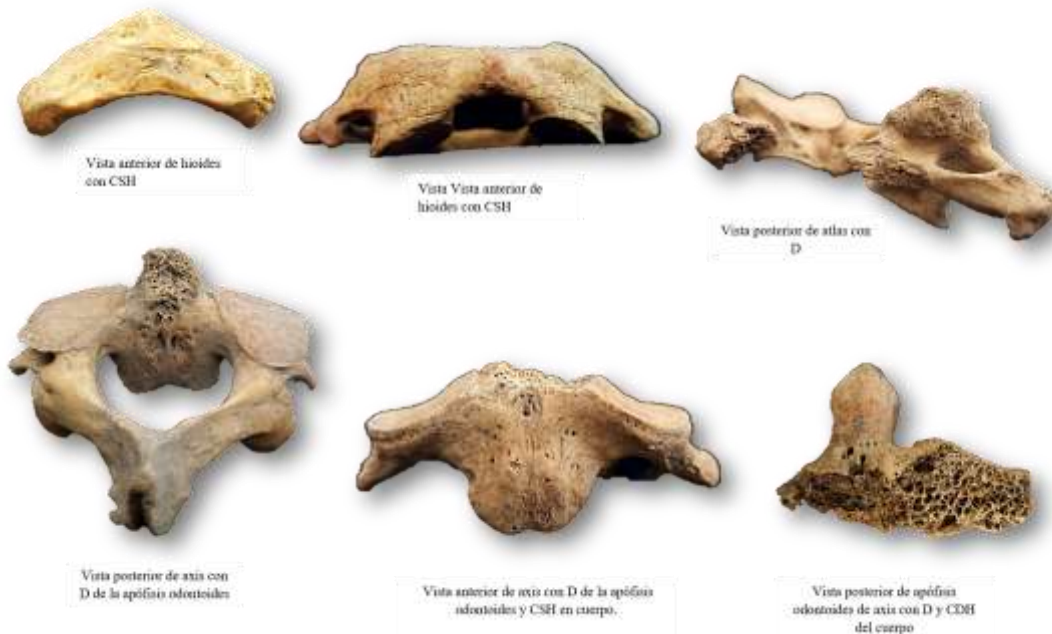 Vista anterior de hioides
con CSH
Vista Vista anterior de
hioides con CSH
Vista posterior de atlas con
D
Vista posterior de axis con
D de la apófisis odontoides
Vista anterior de axis con D de la apófisis
odontoides y CSH en cuerpo.
Vista posterior de apófisis
odontoides de axis con D y CDH
del cuerpo